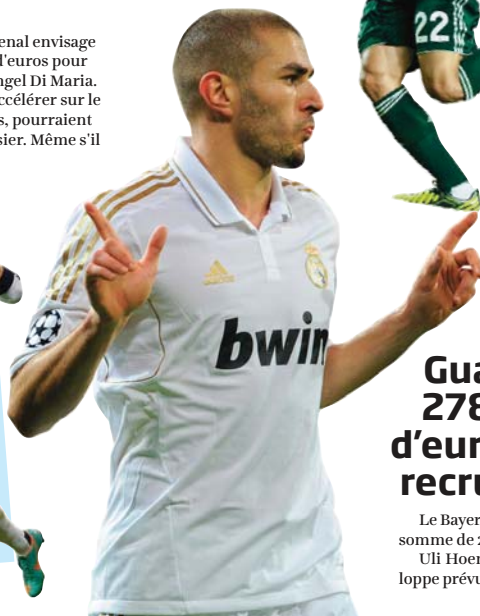 enal envisage
d'euros pour
ngel Di Maria.
ccélérer sur le
s, pourraient
sier. Même s'il
22
adidas
bwin
Gua
278
d'eur
recru
Le Bayer
somme de 2
Uli Hoen
loppe prévu